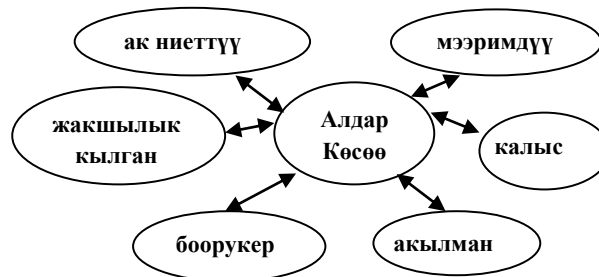 ак ниеттүү
мээримдүү
жакшылык
кылган
Алдар
Көсөө
калыс
боорукер
акылман